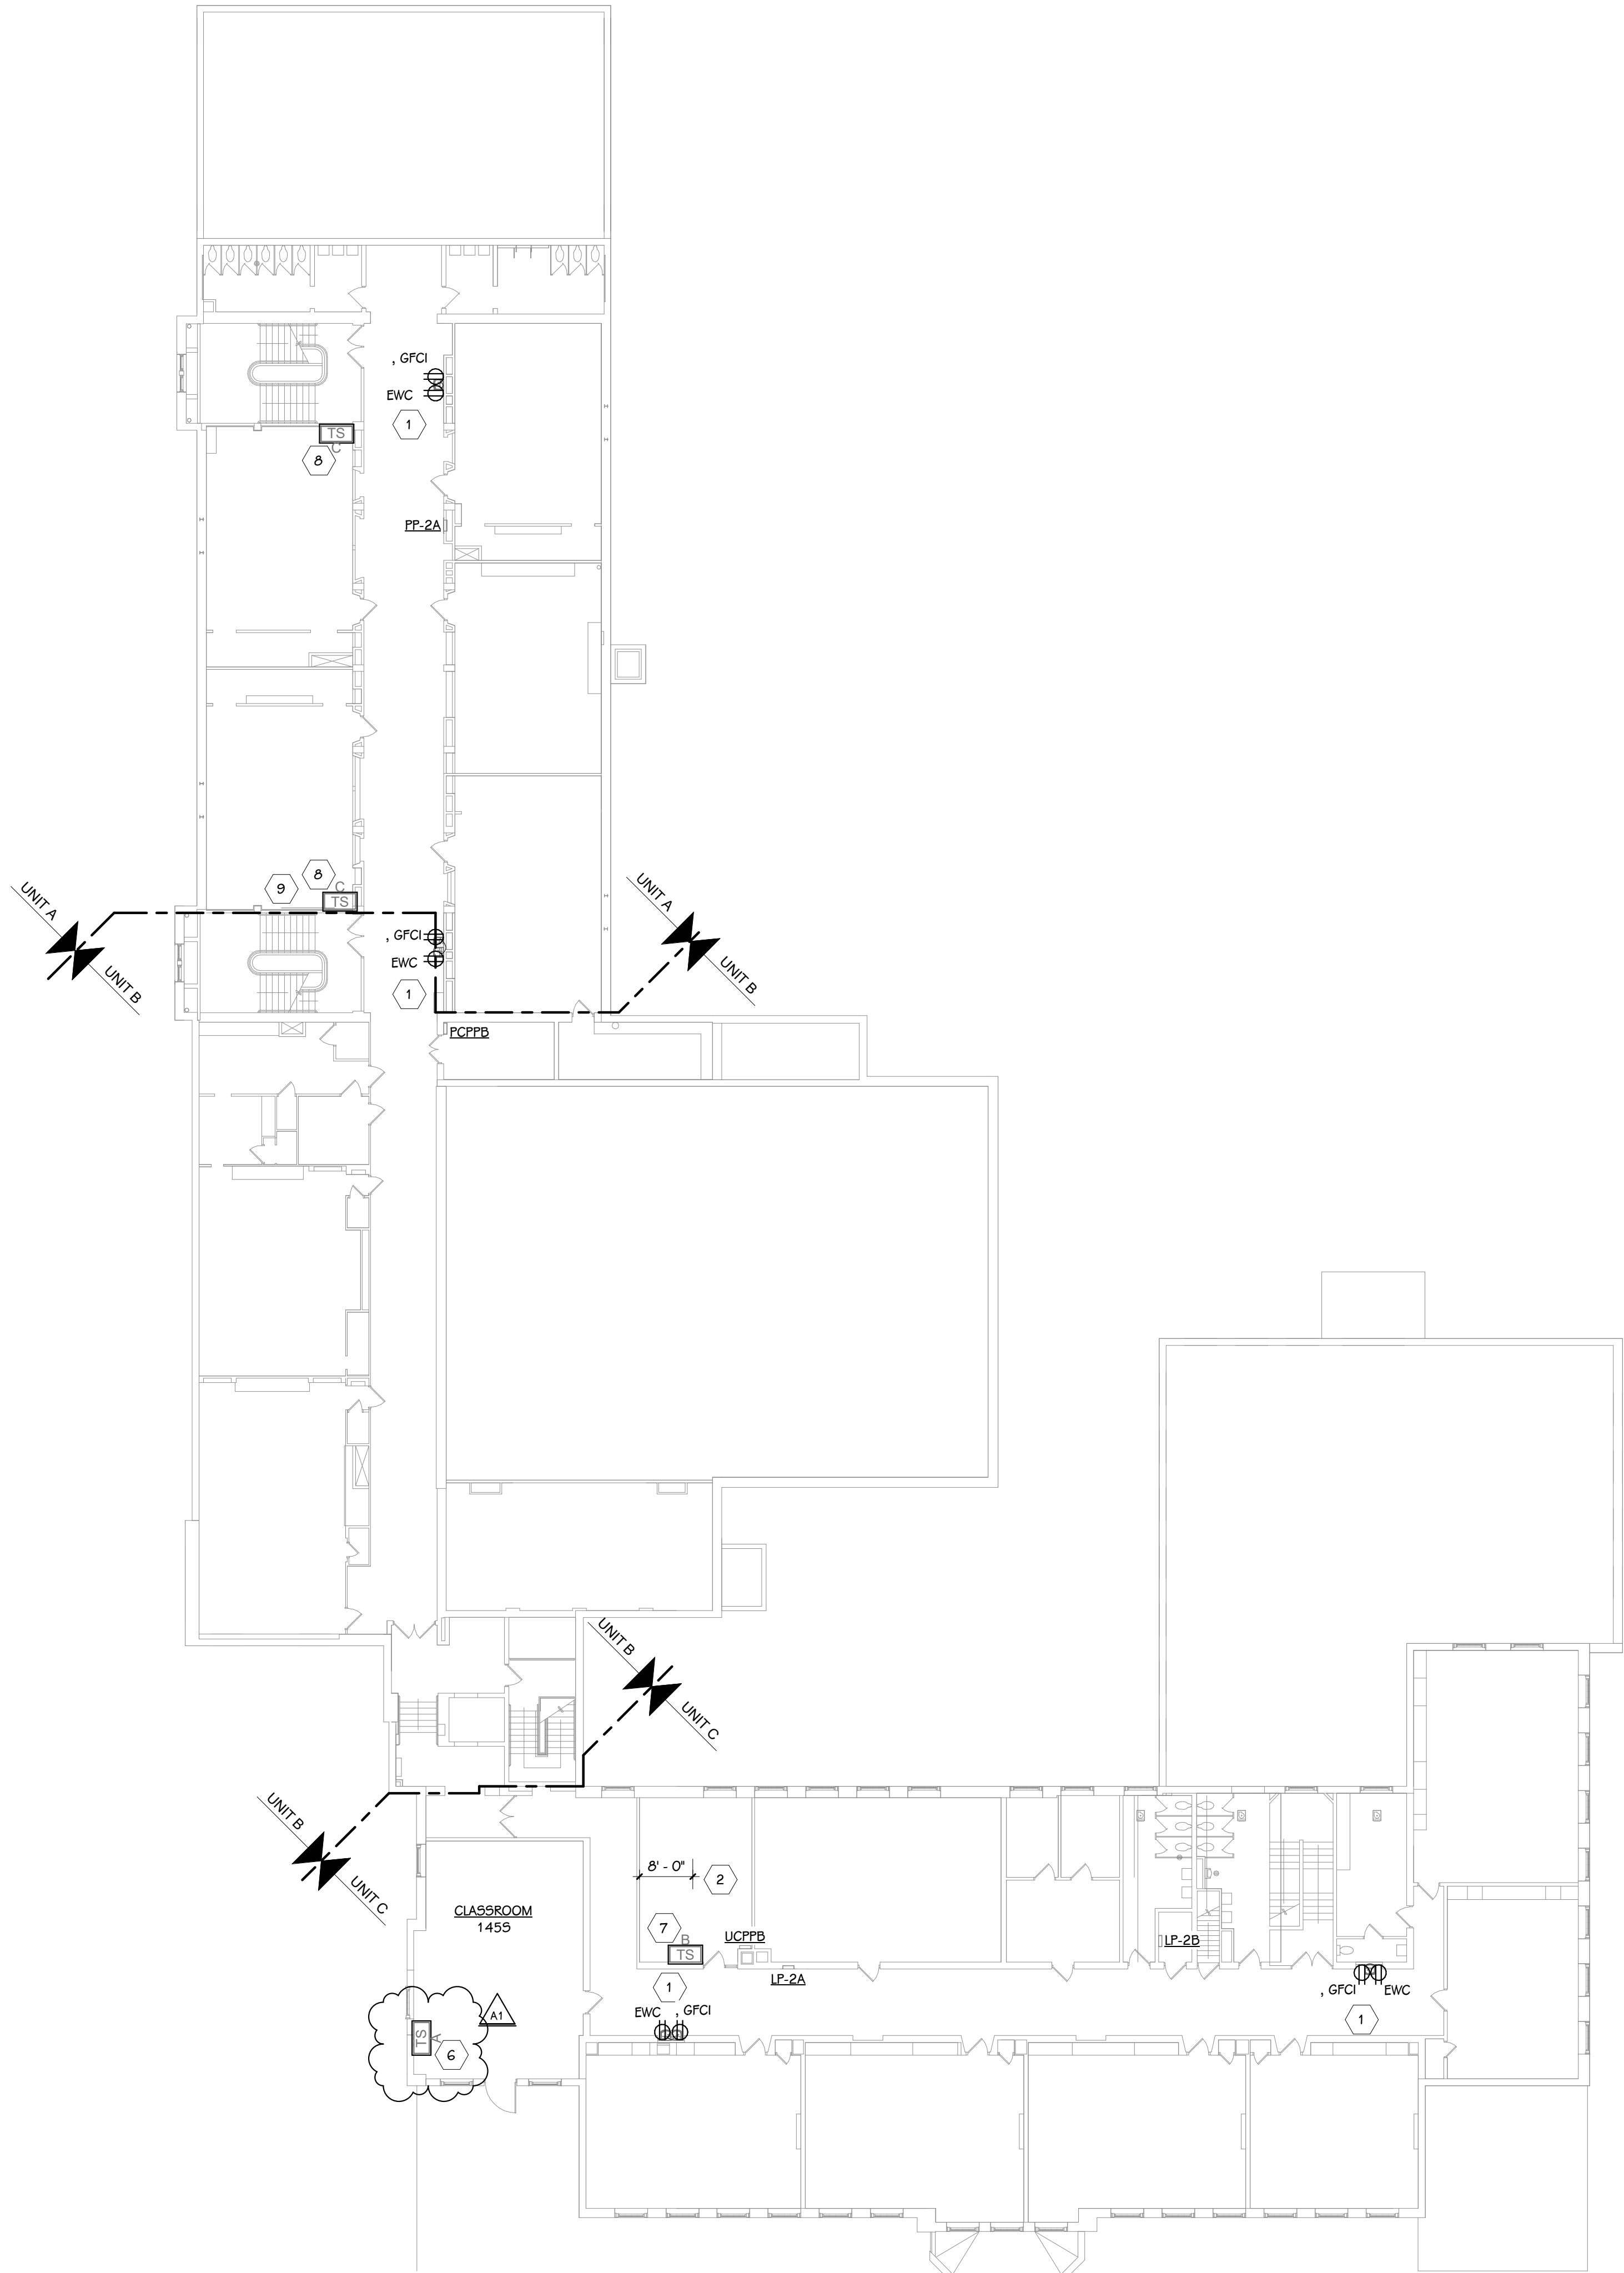 , GFCI
EWC
1
TS
C
8
PP-2A
8
9
C
TS
UNIT A
UNIT B
UNIT A
UNIT B
, GFCI
EWC
1
PCPPB
UNIT B
UNIT C
UNIT B
UNIT C
8' - 0"
2
CLASSROOM
145S
7
B
TS
UCPPB
LP-2B
LP-2A
1
EWC , GFCI
, GFCI EWC
1
A1
TS
A
6